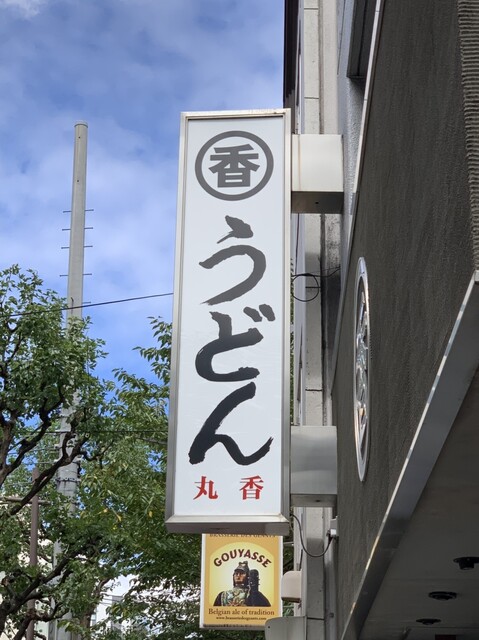 香
うどん
丸香
GOUYASSE
Belgian ale of tradition